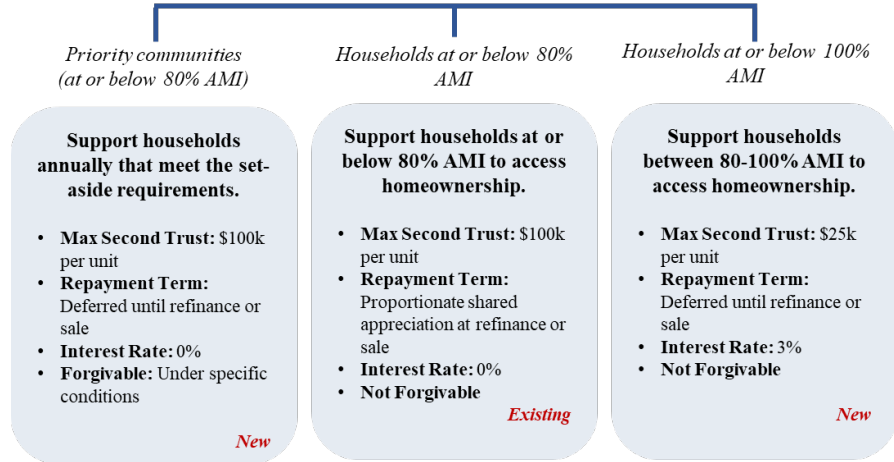 Priority communities
(at or below 80% AMI)
Support households
annually that meet the set-
aside requirements.
• Max Second Trust: $100k
per unit
• Repayment Term:
Deferred until refinance or
sale
• Interest Rate: 0%
• Forgivable: Under specific
conditions
New
Households at or below 80%
AMI
Support households at or
below 80% AMI to access
homeownership.
• Max Second Trust: $100k
per unit
• Repayment Term:
Proportionate shared
appreciation at refinance or
sale
• Interest Rate: 0%
• Not Forgivable
Existing
Households at or below 100%
AMI
Support households
between 80-100% AMI to
access homeownership.
• Max Second Trust: $25k
per unit
• Repayment Term:
Deferred until refinance or
sale
• Interest Rate: 3%
• Not Forgivable
New